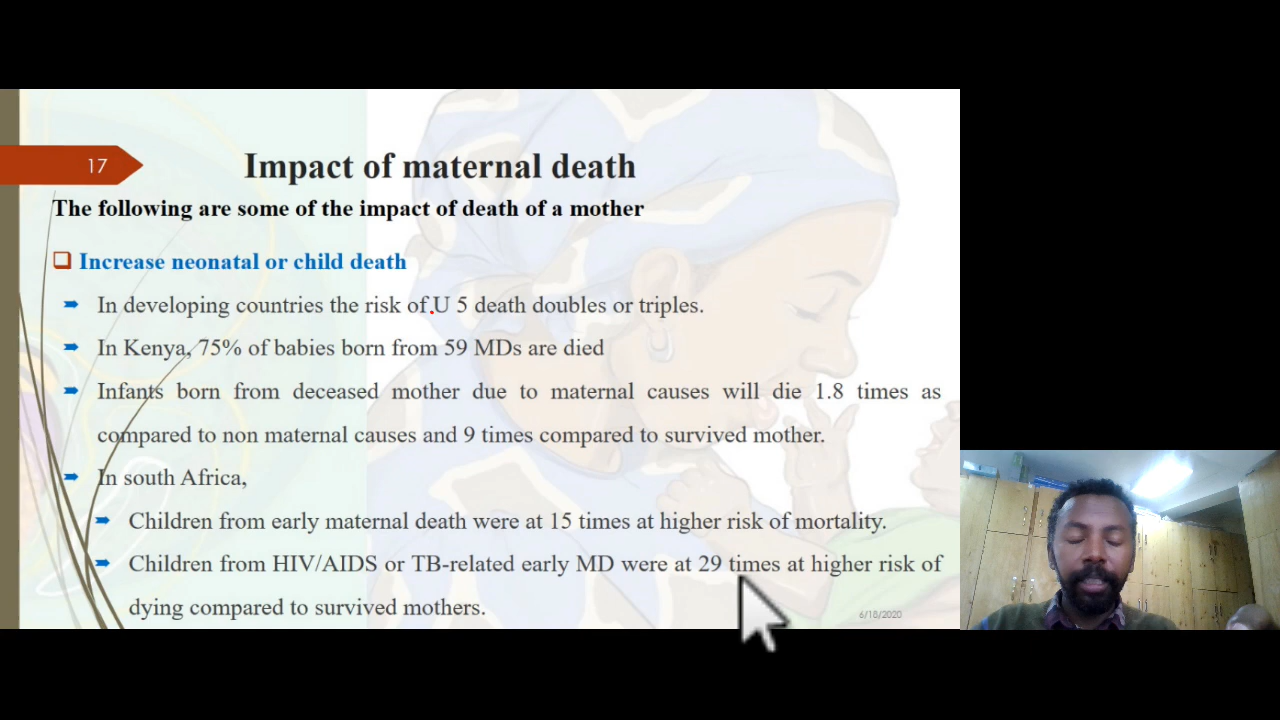 17
Impact of maternal death
The following are some of the impact of death of a mother
Increase neonatal or child death
In developing countries the risk of U 5 death doubles or triples.
In Kenya, 75% of babies born from 59 MDs are died
Infants born from deceased mother due to maternal causes will die 1.8 times as
compared to non maternal causes and 9 times compared to survived mother.
In south Africa,
Children from early maternal death were at 15 times at higher risk of mortality.
Children from HIV/AIDS or TB-related early MD were at 29 times at higher risk of
dying compared to survived mothers.
6/18/2020